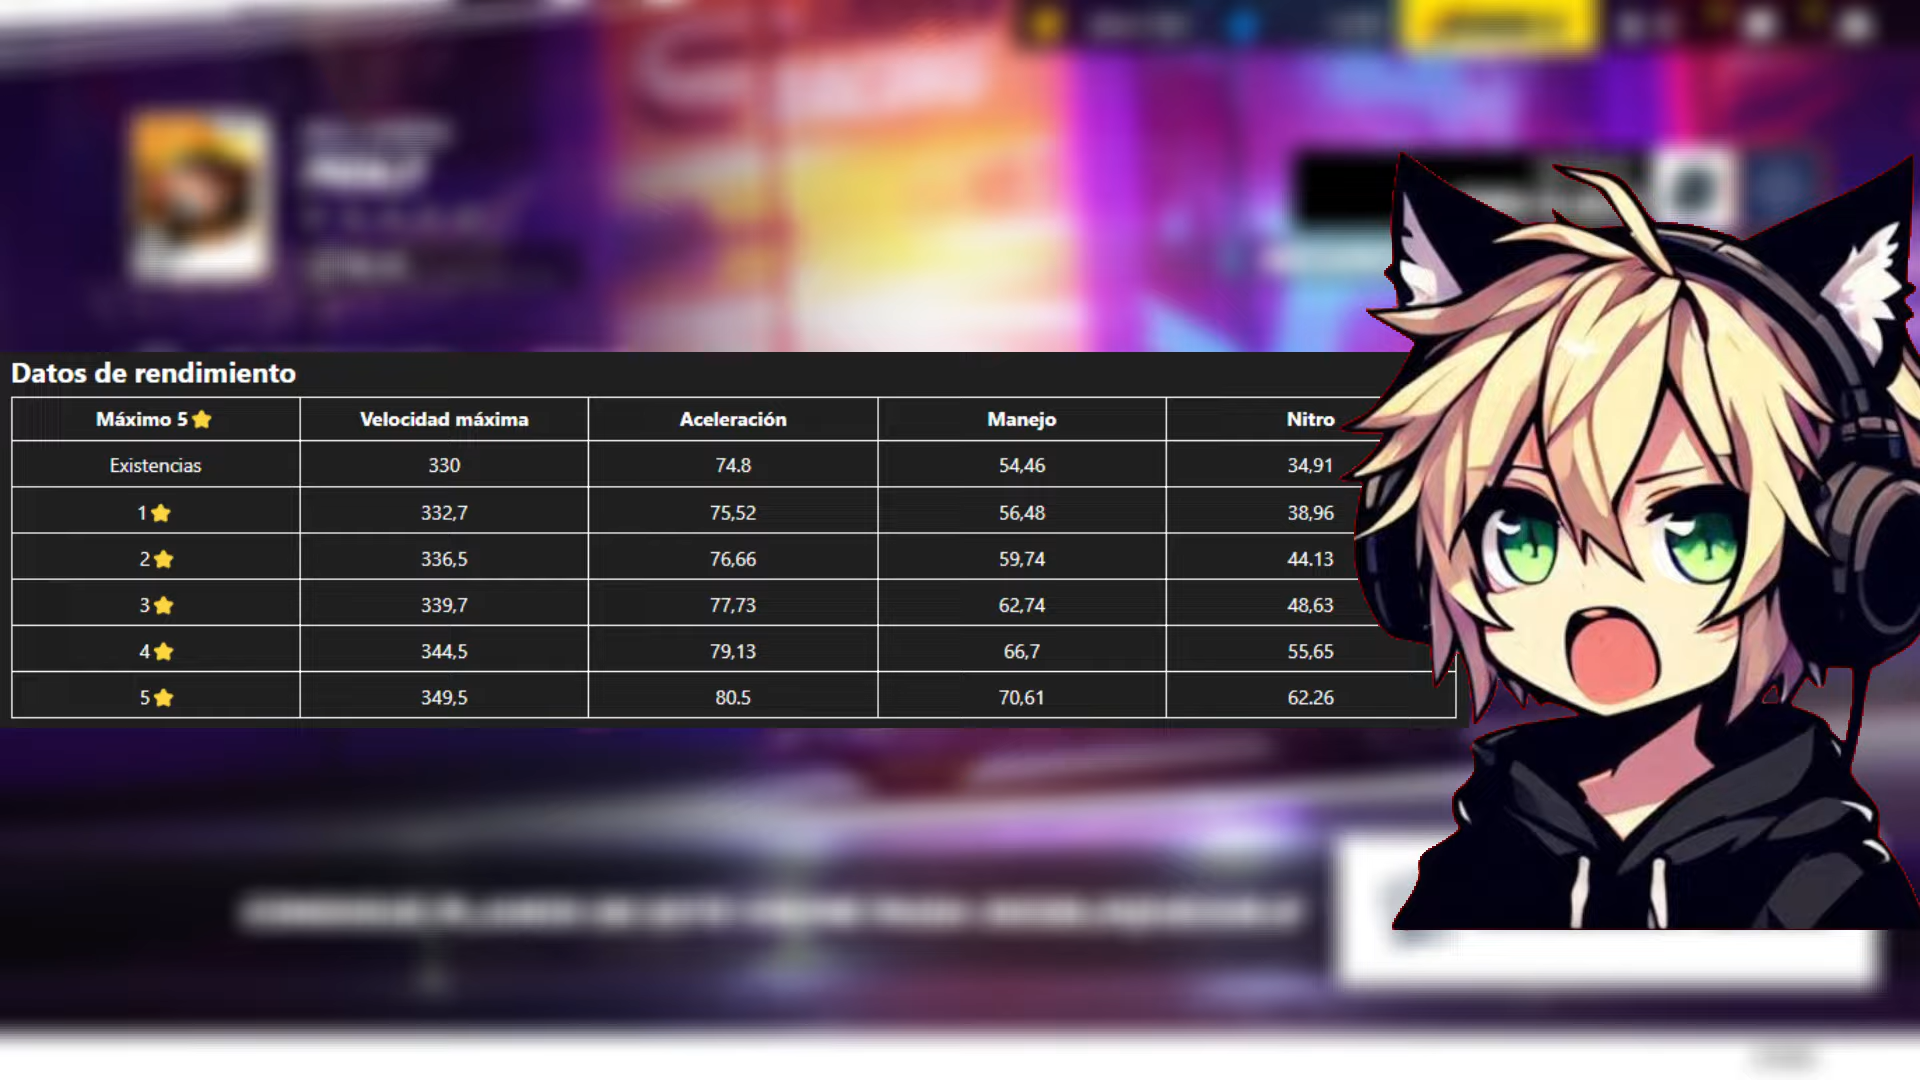 Datos de rendimiento
Máximo 5⭐ Velocidad máxima Aceleración Manejo Nitro
Existencias 330 74.8 54,46 34,91
1⭐ 332,7 75,52 56,48 38,96
2⭐ 336,5 76,66 59,74 44.13
3⭐ 339,7 77,73 62,74 48,63
4⭐ 344,5 79,13 66,7 55,65
5⭐ 349,5 80.5 70,61 62.26